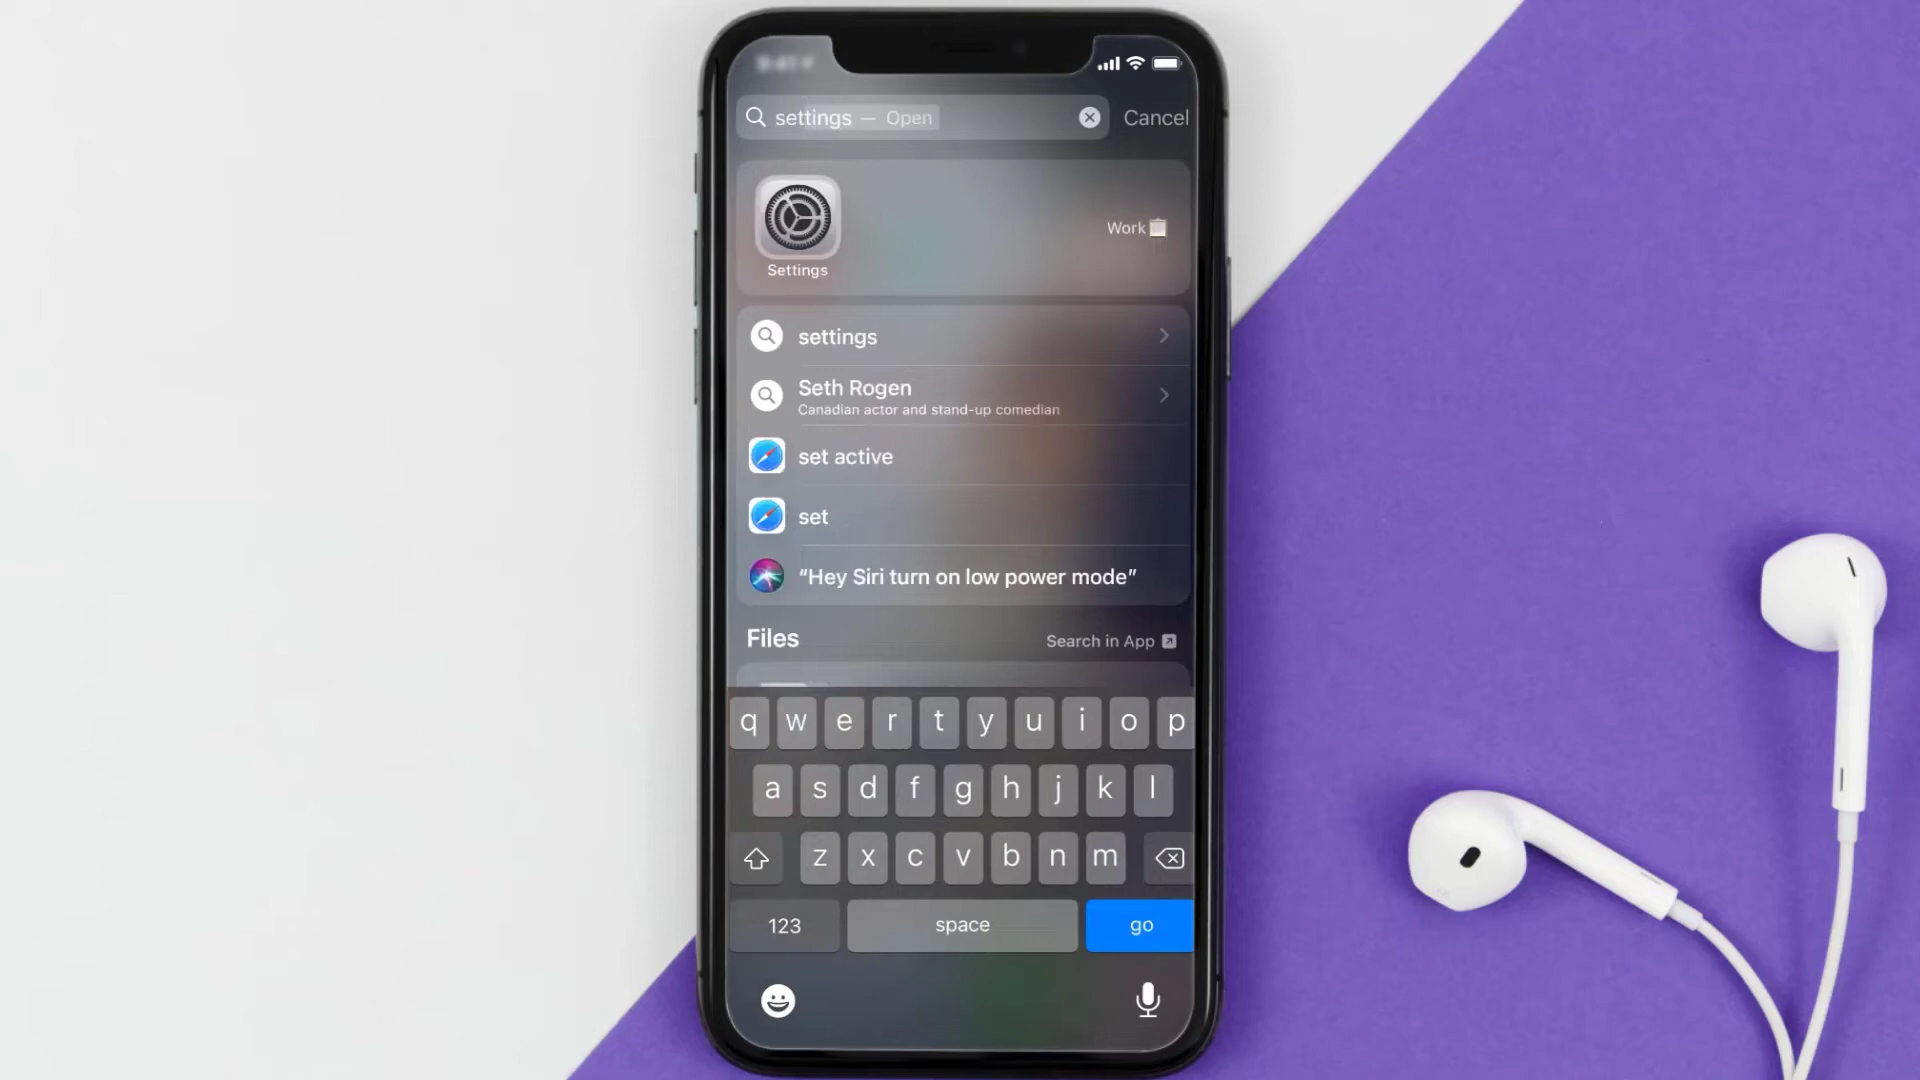 settings — Open
Cancel
Settings
Work
settings
Seth Rogen
Canadian actor and stand-up comedian
set active
set
“Hey Siri turn on low power mode”
Files
Search in App
q w e r t y u i o p
a s d f g h j k l
z x c v b n m
123 space go